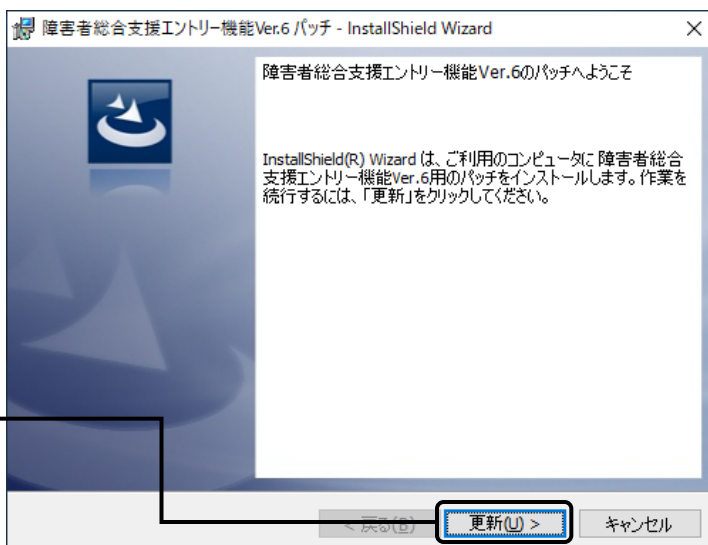 障害者総合支援エントリー機能Ver.6 パッチ - InstallShield Wizard
障害者総合支援エントリー機能Ver.6のパッチへようこそ
InstallShield(R) Wizard は、ご利用のコンピュータに 障害者総合
支援エントリー機能Ver.6用のパッチをインストールします。作業を
続行するには、「更新」をクリックしてください。
< 戻る(B) 更新(U) > キャンセル